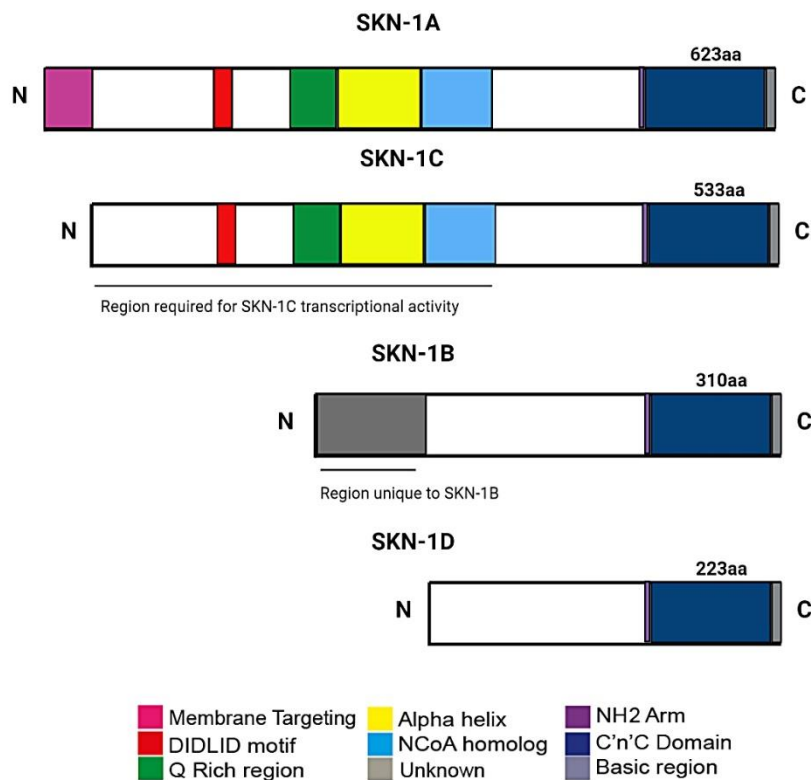 SKN-1A
623aa
N
C
SKN-1C
533aa
N
C
Region required for SKN-1C transcriptional activity
SKN-1B
310aa
N
C
Region unique to SKN-1B
SKN-1D
223aa
N
C
Membrane Targeting
Alpha helix
NH2 Arm
DIDLID motif
NCoA homolog
C'n'C Domain
Q Rich region
Unknown
Basic region